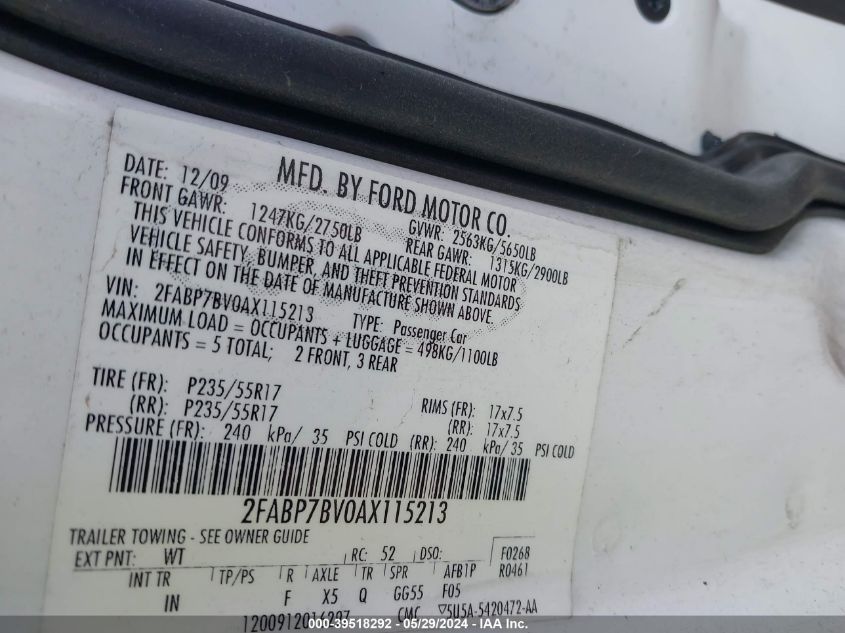 MFD. BY FORD MOTOR CO.
DATE: 12/09 GVWR: 2563KG/5650LB
FRONT GAWR: 1247KG/2750LB REAR GAWR: 1315KG/2900LB
THIS VEHICLE CONFORMS TO ALL APPLICABLE FEDERAL MOTOR
VEHICLE SAFETY, BUMPER, AND THEFT PREVENTION STANDARDS
IN EFFECT ON THE DATE OF MANUFACTURE SHOWN ABOVE
VIN: 2FABP7BV0AX115213 TYPE: Passenger Car
MAXIMUM LOAD = OCCUPANTS + LUGGAGE = 498KG/1100LB
OCCUPANTS = 5 TOTAL; 2 FRONT, 3 REAR
TIRE (FR): P235/55R17 RIMS (FR): 17x7.5
(RR): P235/55R17 (RR): 17x7.5
PRESSURE (FR): 240 kPa/ 35 PSI COLD (RR): 240 kPa/ 35 PSI COLD
2FABP7BV0AX115213
TRAILER TOWING - SEE OWNER GUIDE
EXT PNT: WT RC: 52 DSO: F0268
INT TR TP/PS R AXLE TR SPR AFB1P R0461
IN F X5 Q GG55 F05
CMC 5U5A-5420472-AA
000-39518292 - 05/29/2024 - IAAI.com